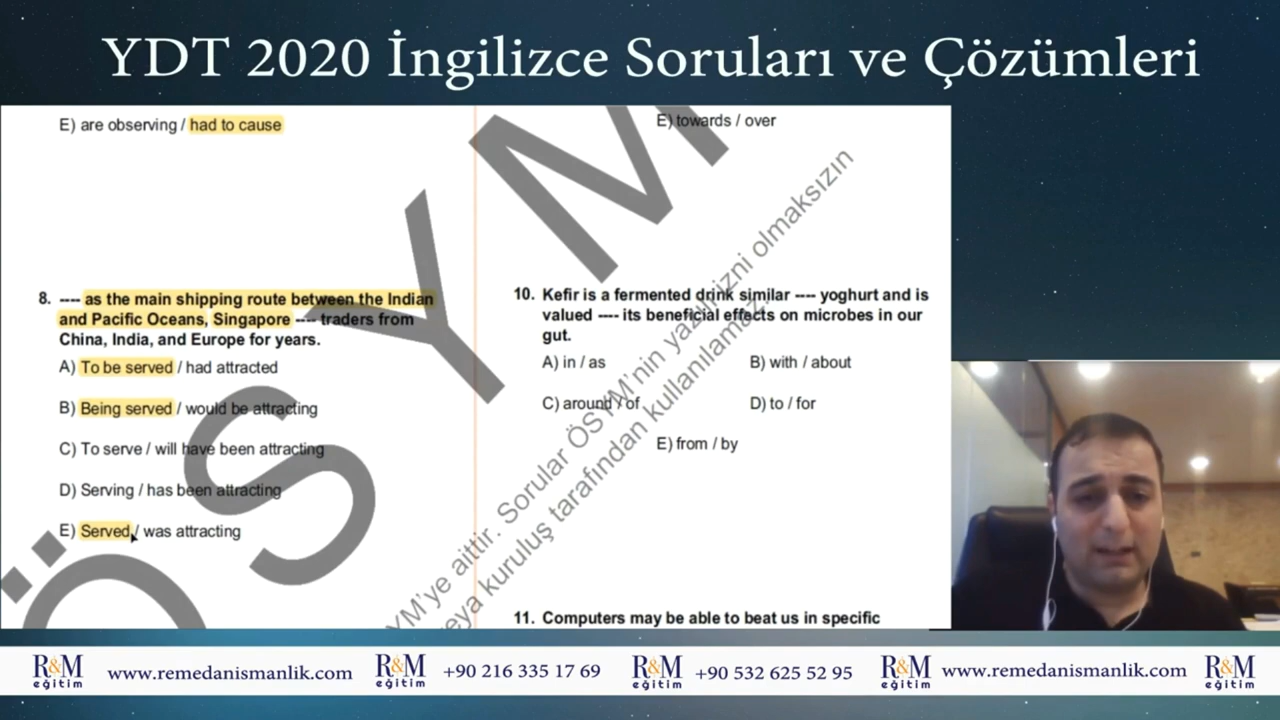 YDT 2020 İngilizce Soruları ve Çözümleri
E) are observing / had to cause
8. ---- as the main shipping route between the Indian
and Pacific Oceans, Singapore ---- traders from
China, India, and Europe for years.
A) To be served / had attracted
B) Being served / would be attracting
C) To serve / will have been attracting
D) Serving / has been attracting
E) Served / was attracting
E) towards / over
10. Kefir is a fermented drink similar ---- yoghurt and is
valued ---- its beneficial effects on microbes in our
gut.
A) in / as
B) with / about
C) around / of
D) to / for
E) from / by
11. Computers may be able to beat us in specific
ÖSYM
YM'ye aittir. Sorular ÖSYM'nin yazılı izni olmaksızın
veya kuruluş tarafından kullanılamaz.
R&M eğitim www.remedanismanlik.com R&M eğitim +90 216 335 17 69 R&M eğitim +90 532 625 52 95 R&M eğitim www.remedanismanlik.com R&M eğitim